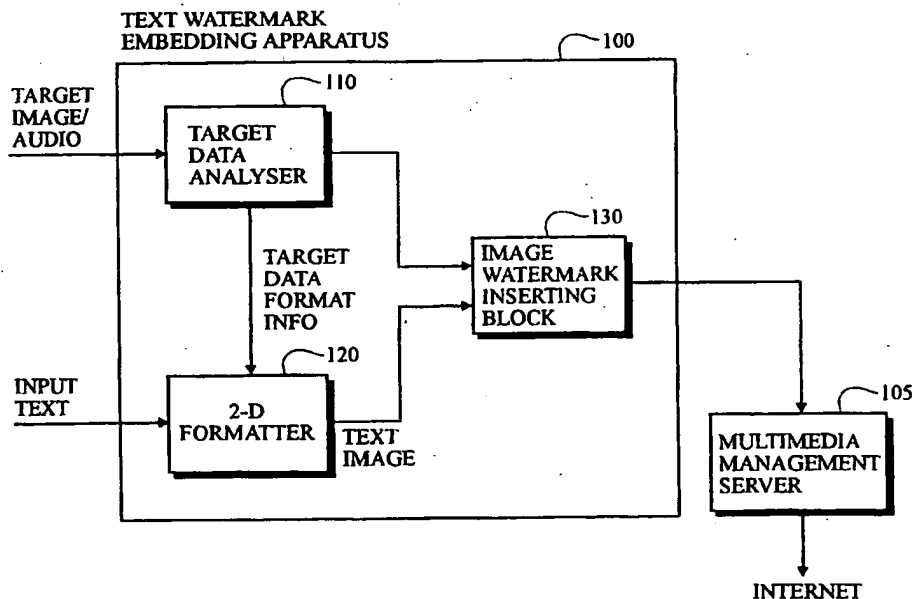 TEXT WATERMARK
EMBEDDING APPARATUS
100
TARGET
IMAGE/
AUDIO
110
TARGET
DATA
ANALYSER
130
IMAGE
WATERMARK
INSERTING
BLOCK
TARGET
DATA
FORMAT
INFO
120
INPUT
TEXT
2-D
FORMATTER
TEXT
IMAGE
105
MULTIMEDIA
MANAGEMENT
SERVER
INTERNET